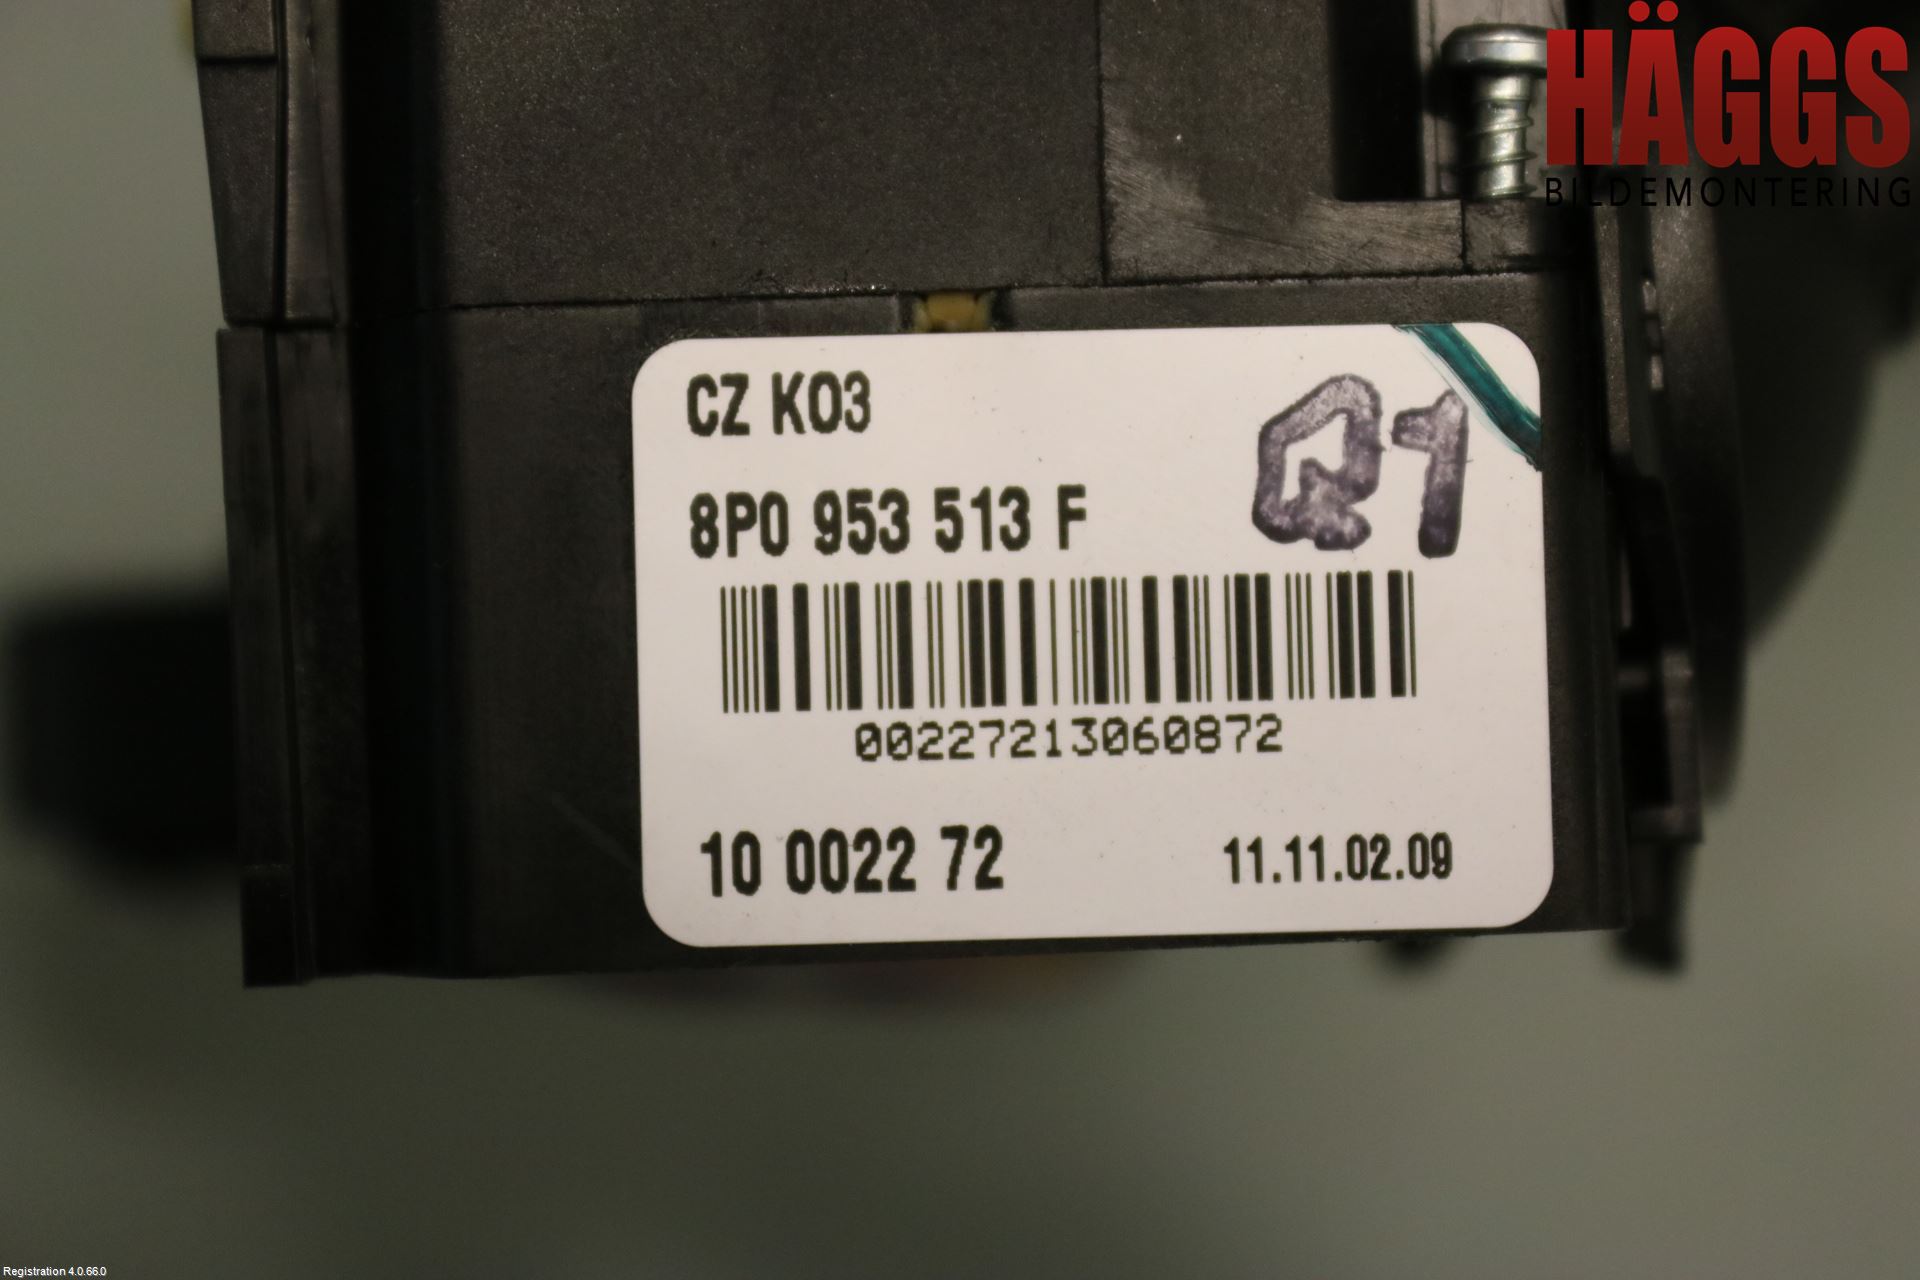 HÄGGS
BILDEMONTERING
CZ K03
Q1
8P0 953 513 F
00227213060872
10 0022 72
11.11.02.09
Registration 4.0.66.0